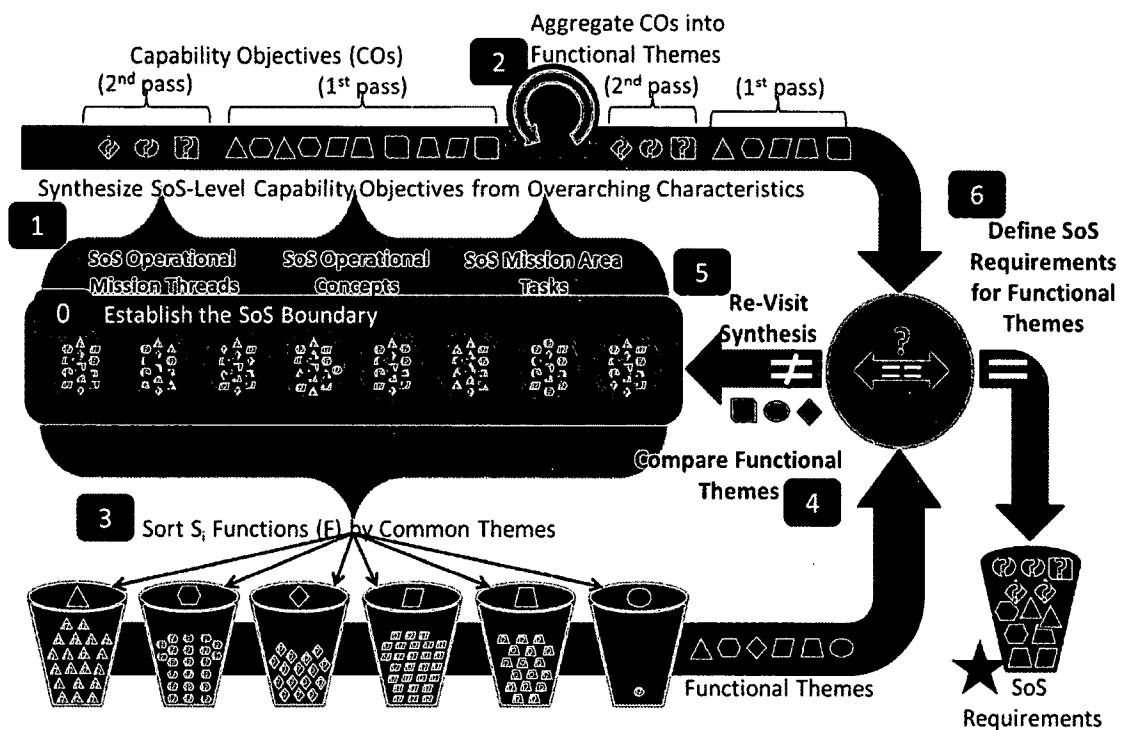 Aggregate COs into
Functional Themes
2
Capability Objectives (COs)
(2nd pass)
(1st pass)
(2nd pass)
(1st pass)
Synthesize SoS-Level Capability Objectives from Overarching Characteristics
1
SoS Operational
Mission Threads
SoS Operational
Concepts
SoS Mission Area
Tasks
0 Establish the SoS Boundary
5
Re-Visit
Synthesis
≠
?
==
=
6
Define SoS
Requirements
for Functional
Themes
Compare Functional
Themes
4
3
Sort Si Functions (F) by Common Themes
Functional Themes
SoS
Requirements